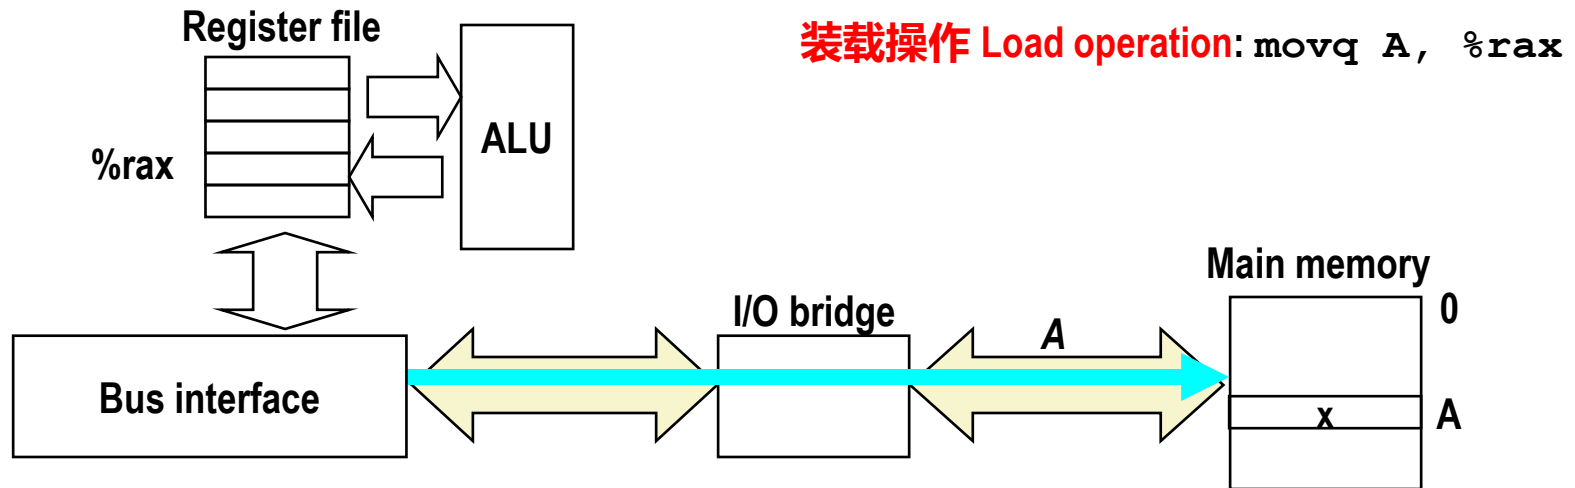 Register file
装载操作 Load operation: movq A, %rax
ALU
%rax
Main memory
0
I/O bridge
A
Bus interface
x
A